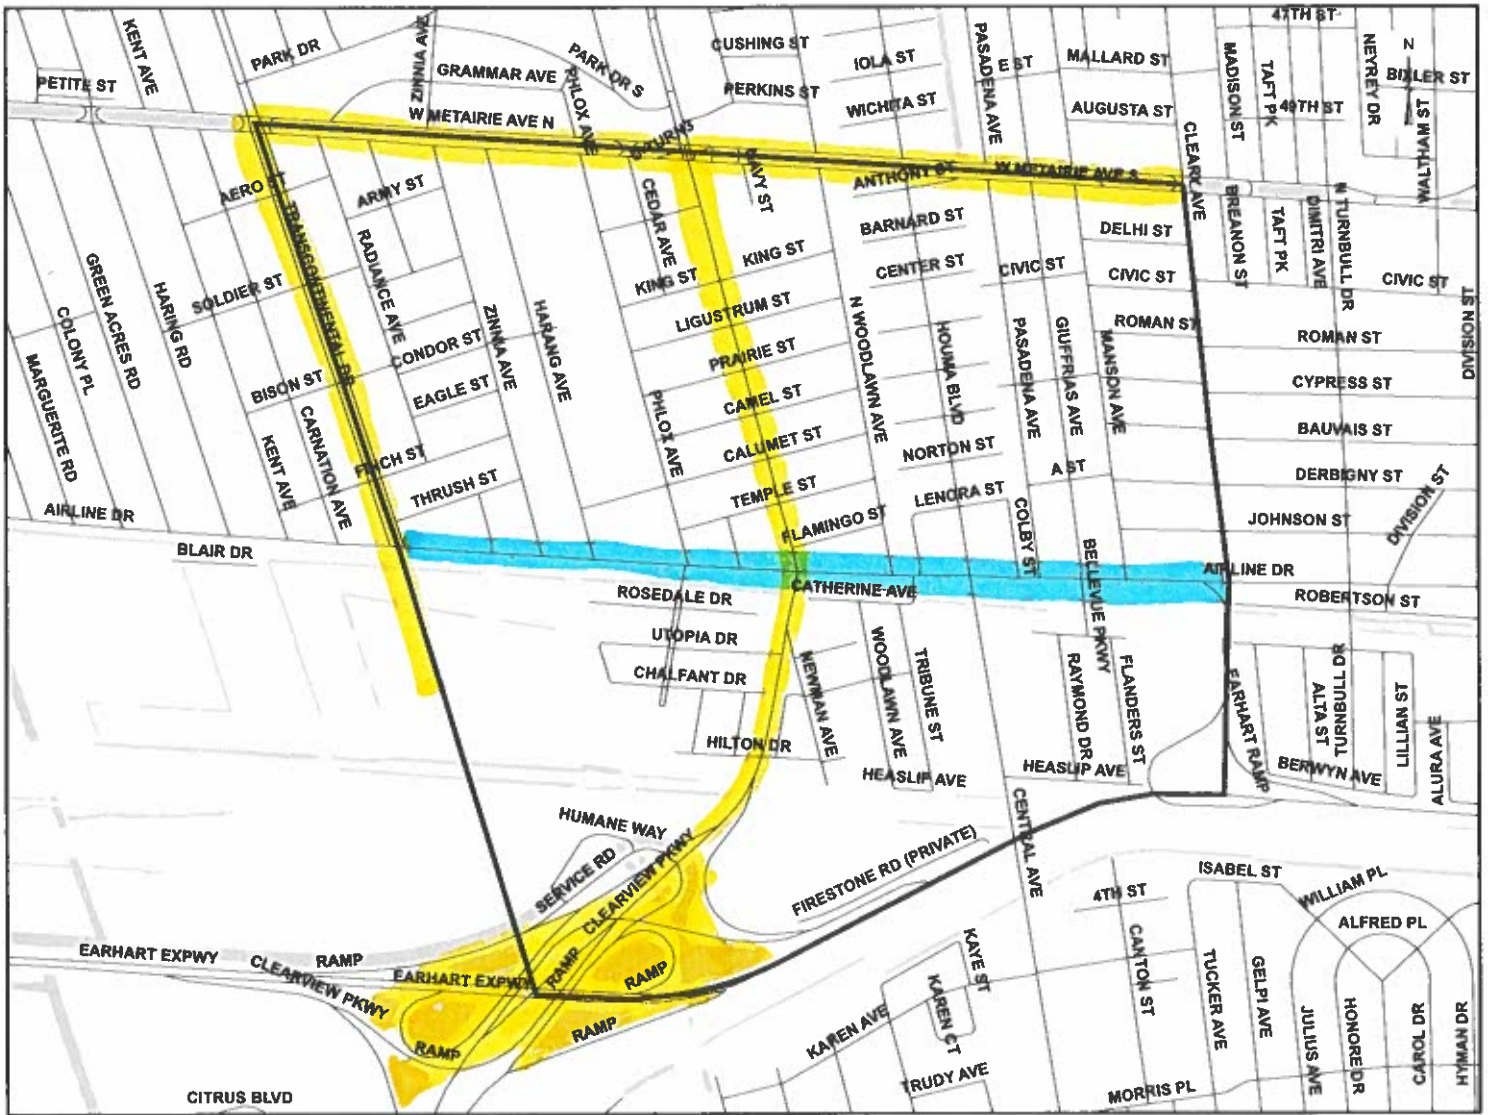 47TH ST
KENT AVE
PARK DR
ZINNIA AVE
PARK DR S
CUSHING ST
IOLA ST
PASADENA AVE
E ST
MALLARD ST
MADISON ST
TAFT PK
NEYREY DR
N
BIXLER ST
PETITE ST
GRAMMAR AVE
PHLOX AVE
PERKINS ST
WICHITA ST
AUGUSTA ST
49TH ST
WALTHAM ST
W METAIRIE AVE N
CLEARY AVE
NAVY ST
ANTHONY ST
W METAIRIE AVE S
AERO ST
ARMY ST
CEDAR AVE
BARNARD ST
DELHI ST
BREANON ST
TAFT PK
DIMITRI AVE
N TURNBULL DR
TRANSCONTINENTAL DR
RADIANCE AVE
KING ST
KING ST
CENTER ST
CIVIC ST
CIVIC ST
CIVIC ST
GREEN ACRES RD
HARING RD
SOLDIER ST
COLONY PL
ZINNIA AVE
HARANG AVE
LIGUSTRUM ST
N WOODLAWN AVE
HOUMA BLVD
PASADENA AVE
GIUFFRIAS AVE
MANSON AVE
ROMAN ST
ROMAN ST
DIVISION ST
MARGUERITE RD
CONDOR ST
PRAIRIE ST
BISON ST
EAGLE ST
CAMEL ST
CYPRESS ST
KENT AVE
CARNATION AVE
PHLOX AVE
CALUMET ST
NORTON ST
BAUVAIS ST
FINCH ST
A ST
DERBIGNY ST
THRUSH ST
TEMPLE ST
LENORA ST
COLBY ST
DIVISION ST
AIRLINE DR
FLAMINGO ST
JOHNSON ST
BLAIR DR
BELLEVUE PKWY
AIRLINE DR
ROSEDALE DR
CATHERINE AVE
ROBERTSON ST
UTOPIA DR
CHALFANT DR
NEWMAN AVE
WOODLAWN AVE
TRIBUNE ST
RAYMOND DR
FLANDERS ST
EARHART RAMP
ALTA ST
TURNBULL DR
LILLIAN ST
ALURA AVE
HILTON DR
HEASLIP AVE
HEASLIP AVE
BERWYN AVE
HUMANE WAY
CENTRAL AVE
SERVICE RD
CLEARVIEW PKWY
FIRESTONE RD (PRIVATE)
ISABEL ST
WILLIAM PL
4TH ST
ALFRED PL
EARHART EXPWY
CLEARVIEW PKWY
RAMP
EARHART EXPWY
RAMP
RAMP
KAYE ST
KAREN CT
CANTON ST
TUCKER AVE
GELPI AVE
JULIUS AVE
HONORE DR
CAROL DR
HYMAN DR
RAMP
RAMP
KAREN AVE
TRUDY AVE
MORRIS PL
CITRUS BLVD